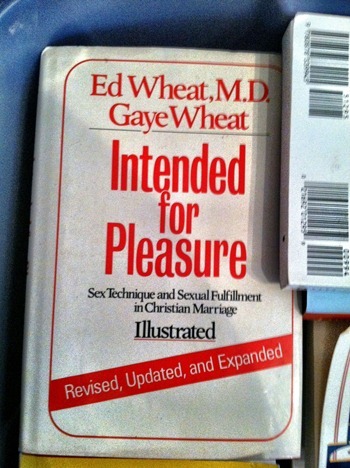 Ed Wheat, M.D.
Gaye Wheat
Intended
for
Pleasure
Sex Technique and Sexual Fulfillment
in Christian Marriage
Illustrated
Revised, Updated, and Expanded